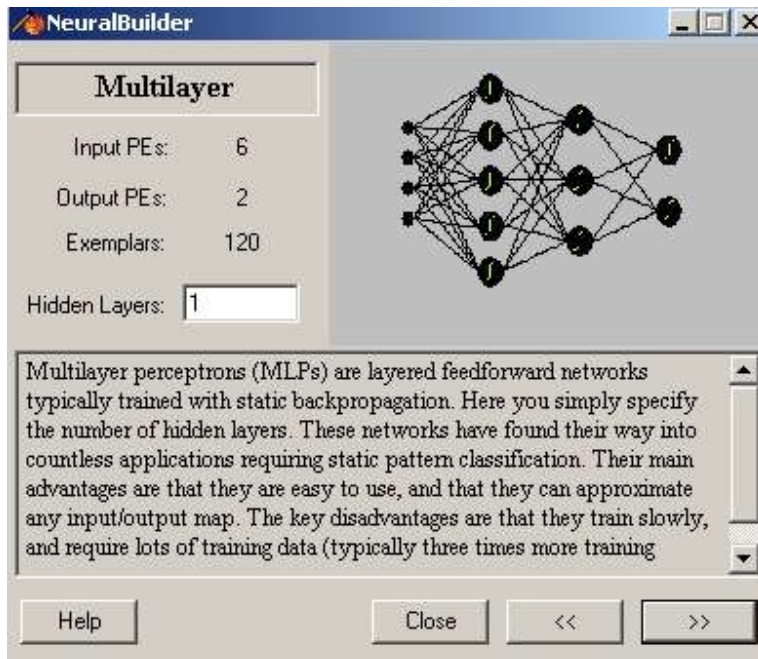 NeuralBuilder
Multilayer
Input PEs: 6
Output PEs: 2
Exemplars: 120
Hidden Layers: 1
Multilayer perceptrons (MLPs) are layered feedforward networks
typically trained with static backpropagation. Here you simply specify
the number of hidden layers. These networks have found their way into
countless applications requiring static pattern classification. Their main
advantages are that they are easy to use, and that they can approximate
any input/output map. The key disadvantages are that they train slowly,
and require lots of training data (typically three times more training
Help Close << >>